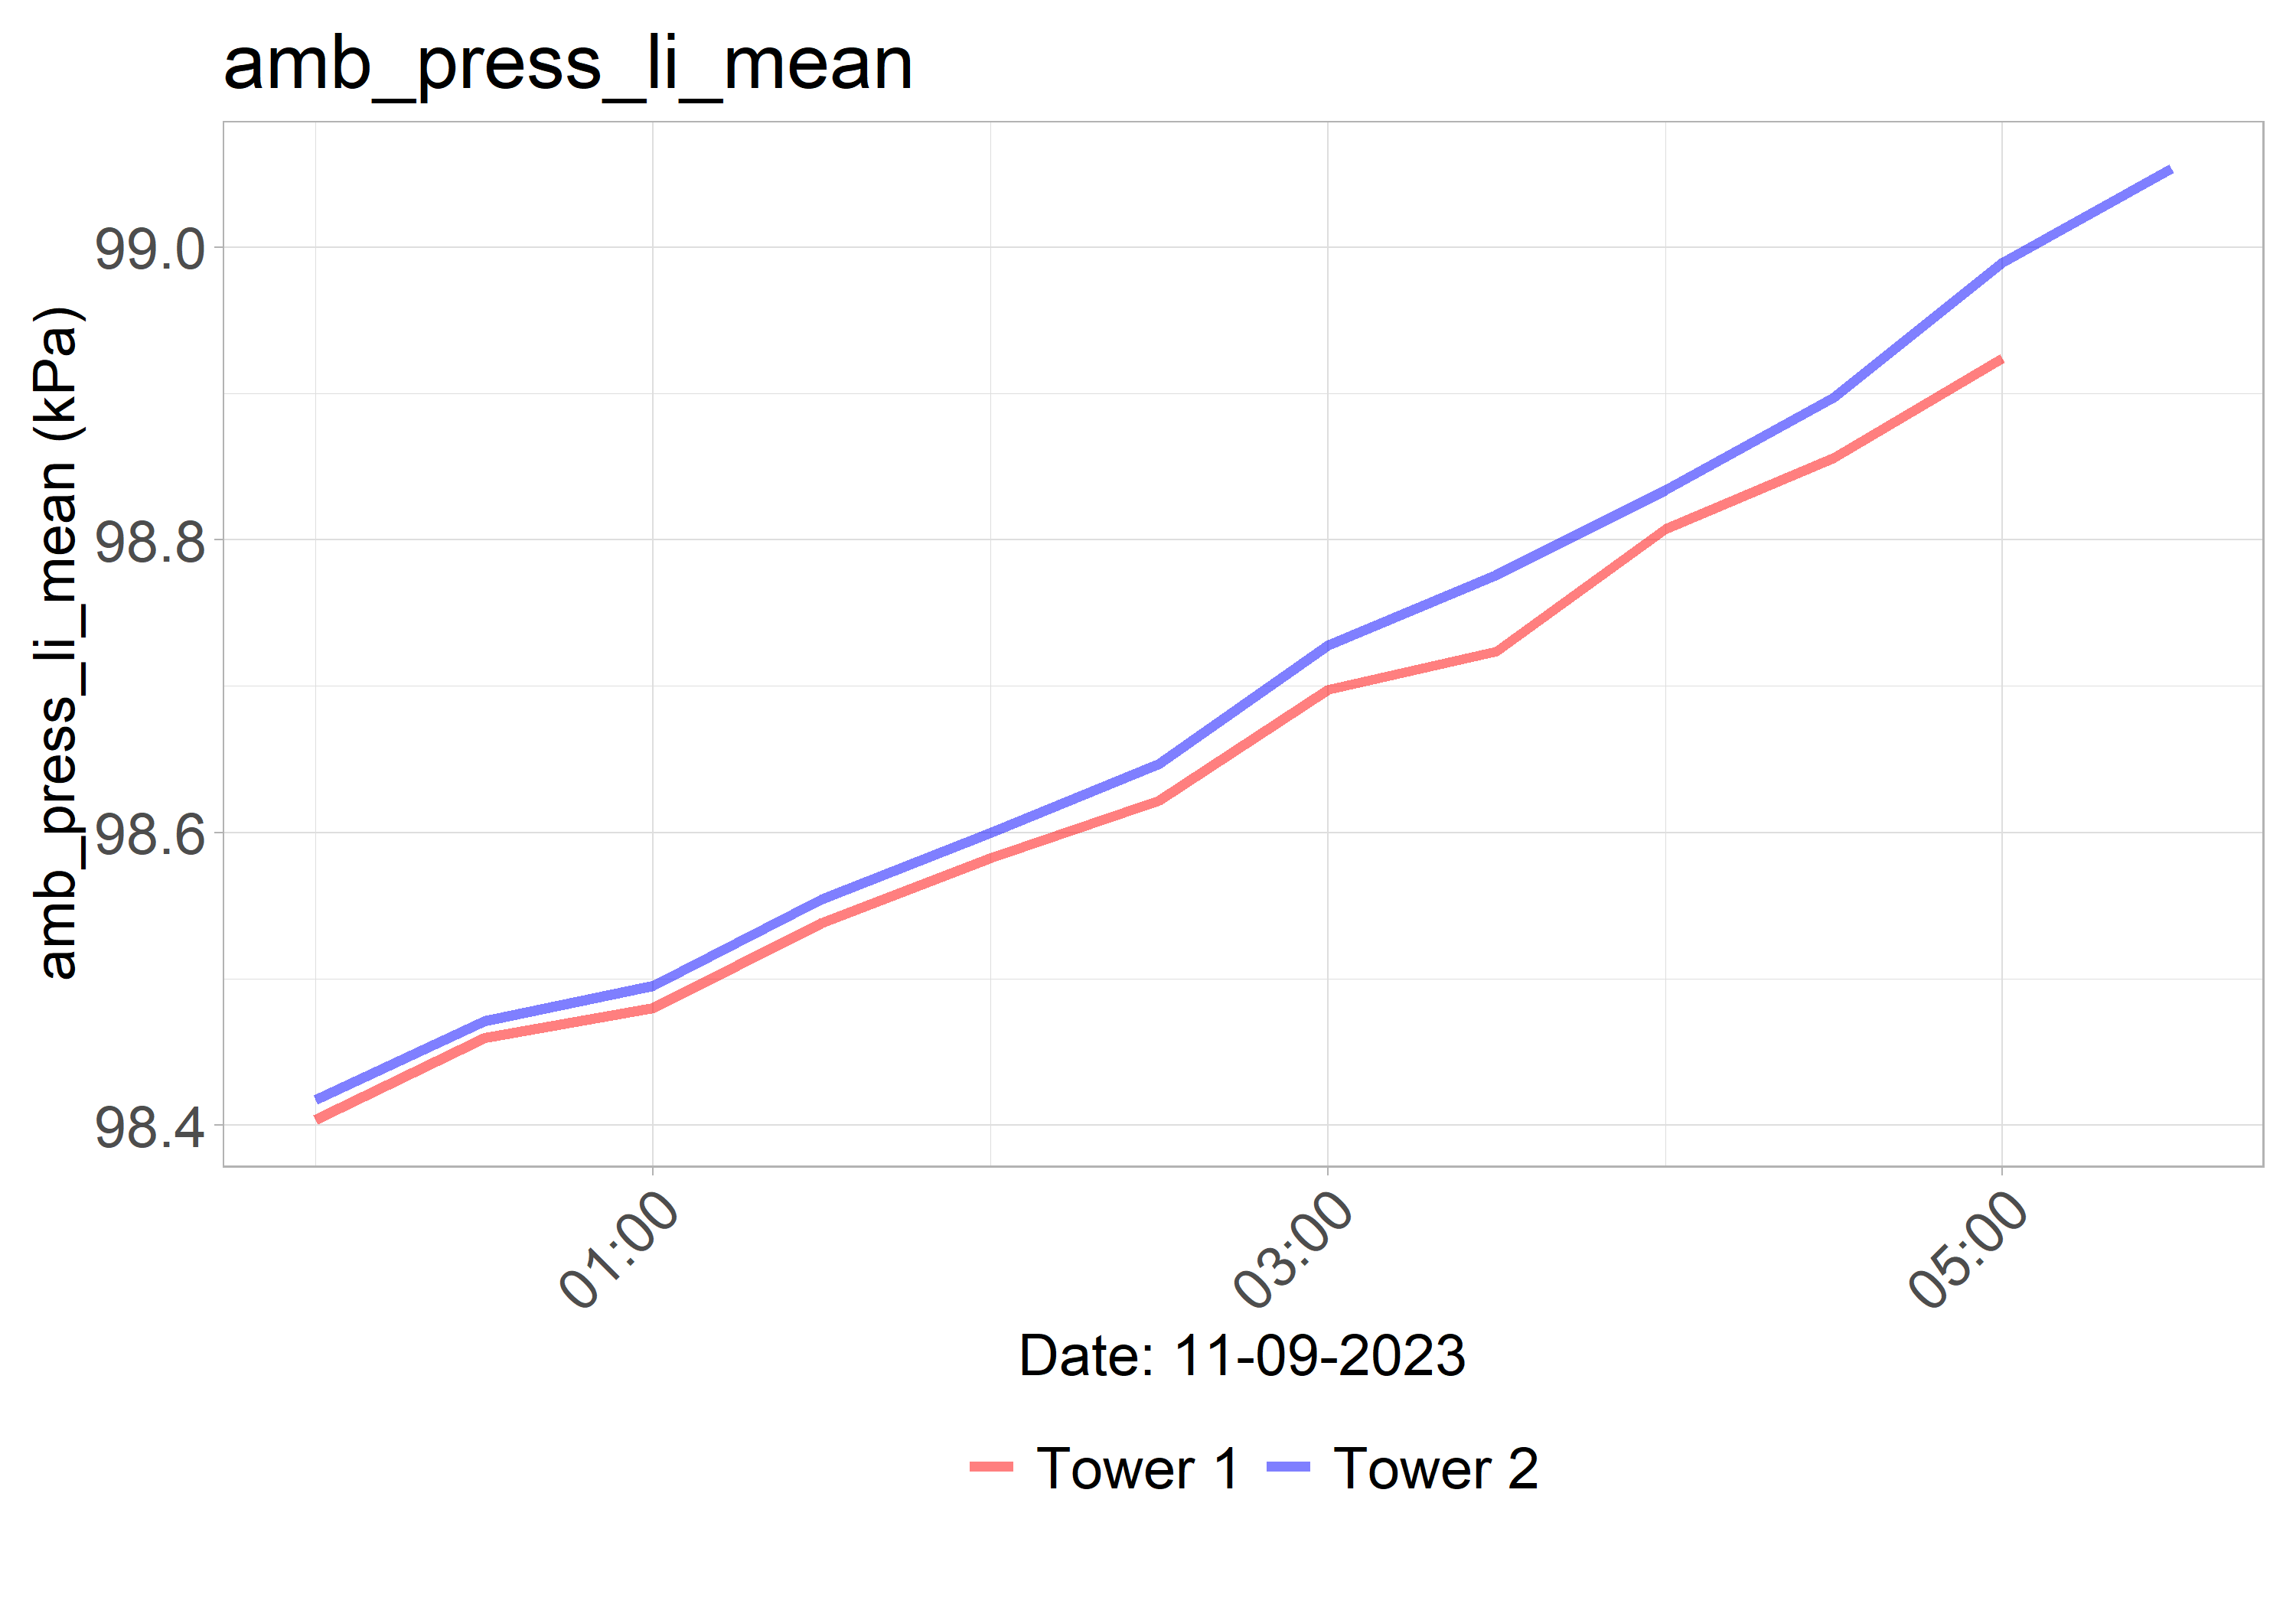 amb_press_li_mean
amb_press_li_mean (kPa)
99.0
98.8
98.6
98.4
01:00
03:00
05:00
Date: 11-09-2023
Tower 1
Tower 2